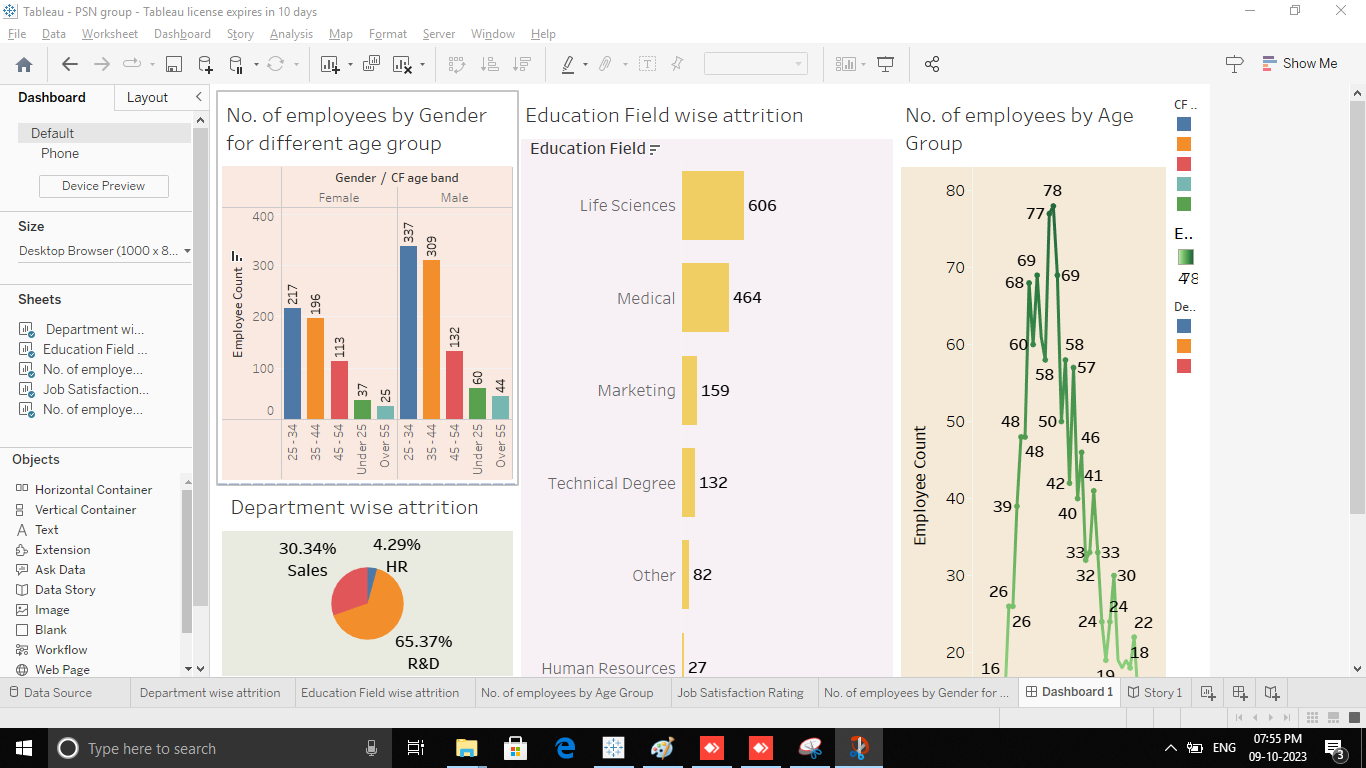 Tableau - PSN group - Tableau license expires in 10 days
File Data Worksheet Dashboard Story Analysis Map Format Server Window Help
Show Me
Dashboard Layout
Default
Phone
Device Preview
Size
Desktop Browser (1000 x 8...
Sheets
Department wi...
Education Field ...
No. of employe...
Job Satisfaction...
No. of employe...
Objects
Horizontal Container
Vertical Container
Text
Extension
Ask Data
Data Story
Image
Blank
Workflow
Web Page
No. of employees by Gender
for different age group
Gender / CF age band
Female Male
Employee Count
400
300
200
100
0
217 196 113 37 25 337 309 132 60 44
25 - 34 35 - 44 45 - 54 Under 25 Over 55 25 - 34 35 - 44 45 - 54 Under 25 Over 55
Department wise attrition
30.34%
Sales
4.29%
HR
65.37%
R&D
Education Field wise attrition
Education Field
Life Sciences 606
Medical 464
Marketing 159
Technical Degree 132
Other 82
Human Resources 27
No. of employees by Age
Group
Employee Count
80
70
60
50
40
30
20
78
77
69
68 69
60 58
58 57
48 50
48 46
42 41
39 40
33 33
32 30
26 24
26 24 22
18
16 19
CF ..
E..
De..
Data Source Department wise attrition Education Field wise attrition No. of employees by Age Group Job Satisfaction Rating No. of employees by Gender for ... Dashboard 1 Story 1
Type here to search
ENG
07:55 PM
09-10-2023
3